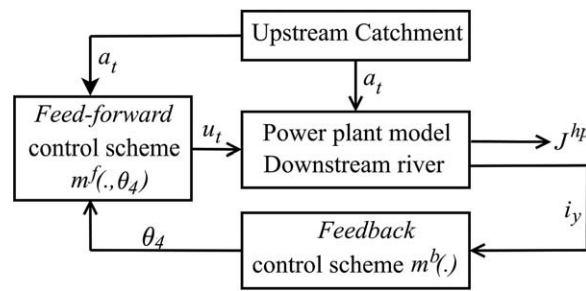 Upstream Catchment
a_t
a_t
Feed-forward
control scheme
m^f(.,θ_4)
u_t
Power plant model
Downstream river
J^hp
i_y
θ_4
Feedback
control scheme m^b(.)